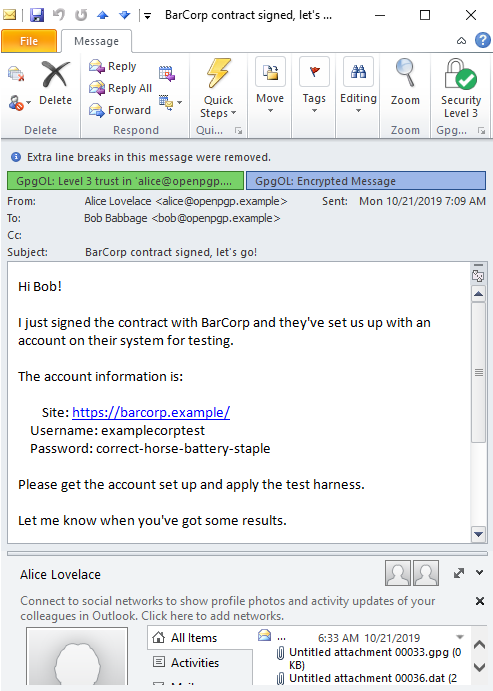 BarCorp contract signed, let's ...
File
Message
Delete
Reply
Reply All
Forward
Quick
Steps
Move
Tags
Editing
Zoom
Security
Level 3
Delete
Respond
Qui...
Zoom
Gpg...
Extra line breaks in this message were removed.
GpgOL: Level 3 trust in 'alice@openpgp....
GpgOL: Encrypted Message
From: Alice Lovelace <alice@openpgp.example> Sent: Mon 10/21/2019 7:09 AM
To: Bob Babbage <bob@openpgp.example>
Cc:
Subject: BarCorp contract signed, let's go!
Hi Bob!
I just signed the contract with BarCorp and they've set us up with an
account on their system for testing.
The account information is:
Site: https://barcorp.example/
Username: examplecorptest
Password: correct-horse-battery-staple
Please get the account set up and apply the test harness.
Let me know when you've got some results.
Alice Lovelace
Connect to social networks to show profile photos and activity updates of your
colleagues in Outlook. Click here to add networks.
All Items
Activities
... 6:33 AM 10/21/2019
Untitled attachment 00033.gpg (0
KB)
Untitled attachment 00036.dat (2